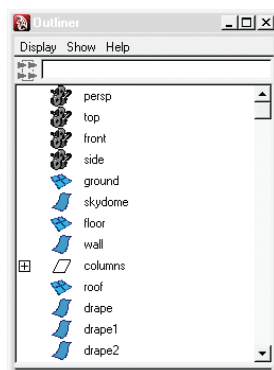 Outliner
Display Show Help
persp
top
front
side
ground
skydome
floor
wall
columns
roof
drape
drape1
drape2